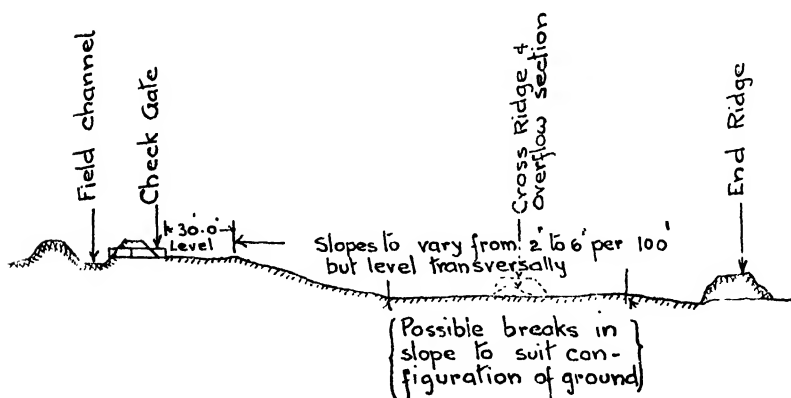 Field channel
Check Gate
30'.0"
Level
Cross Ridge &
overflow section
End Ridge
Slopes to vary from 2" to 6" per 100'
but level transversally
Possible breaks in
slope to suit con-
figuration of ground